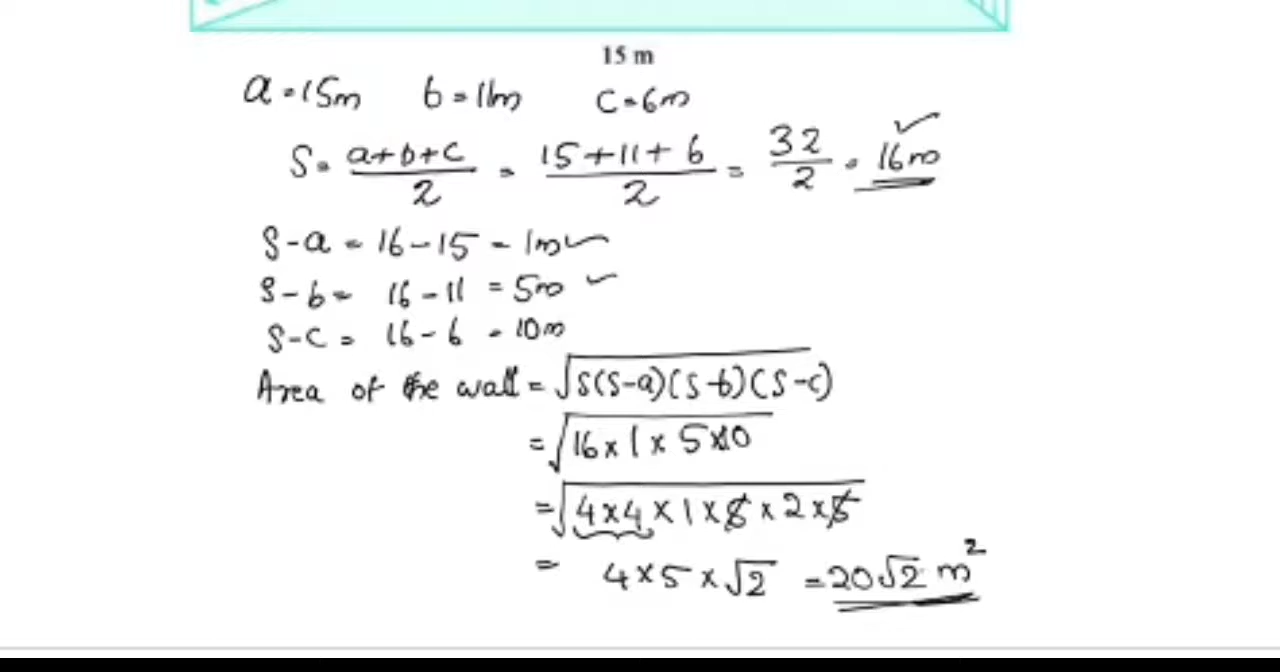 15 m
a = 15m b = 11m c = 6m
S = a+b+c/2 = 15+11+6/2 = 32/2 = 16m ✓
S-a = 16-15 = 1m ✓
S-b = 16-11 = 5m ✓
S-c = 16-6 = 10m
Area of the wall = √S(S-a)(S-b)(S-c)
= √16×1×5×10
= √4×4×1×5×2×5
= 4×5×√2 = 20√2 m²